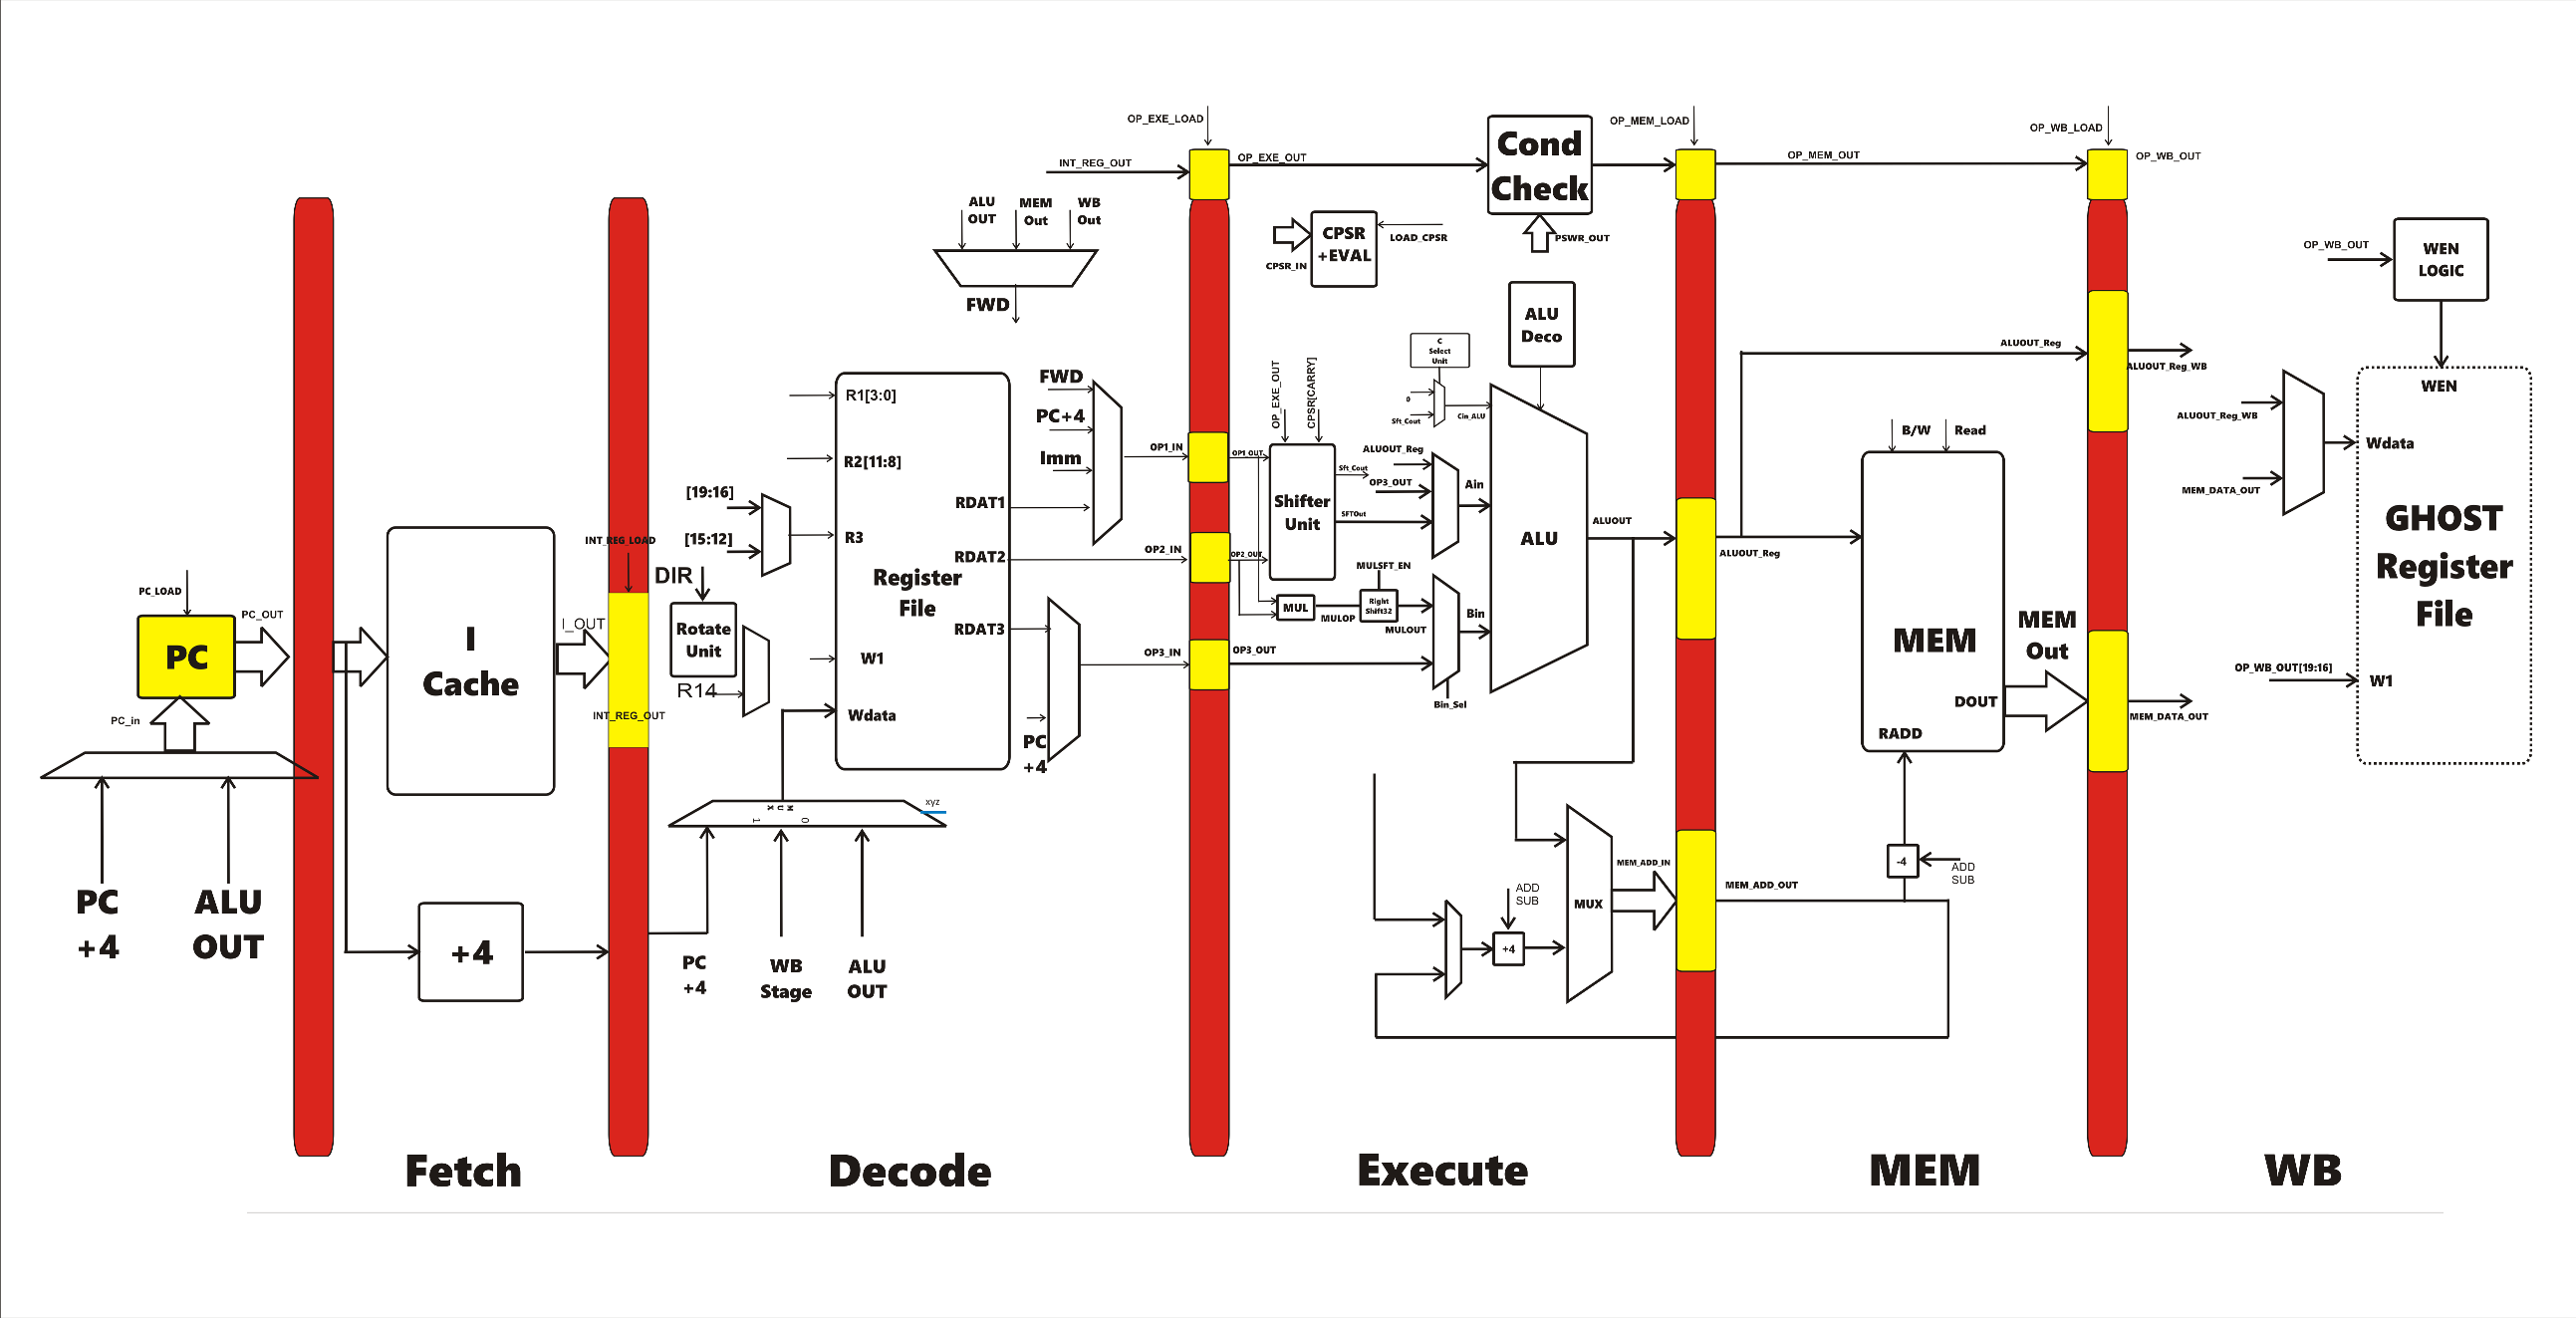 OP_EXE_LOAD
OP_MEM_LOAD
OP_WB_LOAD
INT_REG_OUT
OP_EXE_OUT
Cond
Check
OP_MEM_OUT
OP_WB_OUT
ALU
OUT
MEM
Out
WB
Out
FWD
CPSR
+EVAL
CPSR_IN
LOAD_CPSR
PSWR_OUT
OP_WB_OUT
WEN
LOGIC
ALU
Deco
C
Select
Unit
0
Sft_Cout
Cin_ALU
OP_EXE_OUT
CPSR[CARRY]
ALUOUT_Reg
ALUOUT_Reg_WB
R1[3:0]
R2[11:8]
R3
Register
File
W1
Wdata
RDAT1
RDAT2
RDAT3
[19:16]
[15:12]
FWD
PC+4
Imm
PC
+4
OP1_IN
OP2_IN
OP3_IN
OP1_OUT
OP2_OUT
OP3_OUT
Shifter
Unit
Sft_Cout
SFTOut
ALUOUT_Reg
OP3_OUT
Ain
Bin
ALU
ALUOUT
MUL
MULOP
MULSFT_EN
Right
Shift32
MULOUT
Bin_Sel
ALUOUT_Reg
B/W
Read
MEM
DOUT
RADD
MEM
Out
MEM_DATA_OUT
ALUOUT_Reg_WB
MEM_DATA_OUT
WEN
Wdata
GHOST
Register
File
OP_WB_OUT[19:16]
W1
PC_LOAD
PC
PC_OUT
PC_in
PC
+4
ALU
OUT
I
Cache
I_OUT
+4
INT_REG_LOAD
INT_REG_OUT
DIR
Rotate
Unit
R14
MUX
1
0
xyz
PC
+4
WB
Stage
ALU
OUT
ADD
SUB
+4
MUX
MEM_ADD_IN
MEM_ADD_OUT
-4
ADD
SUB
Fetch
Decode
Execute
MEM
WB